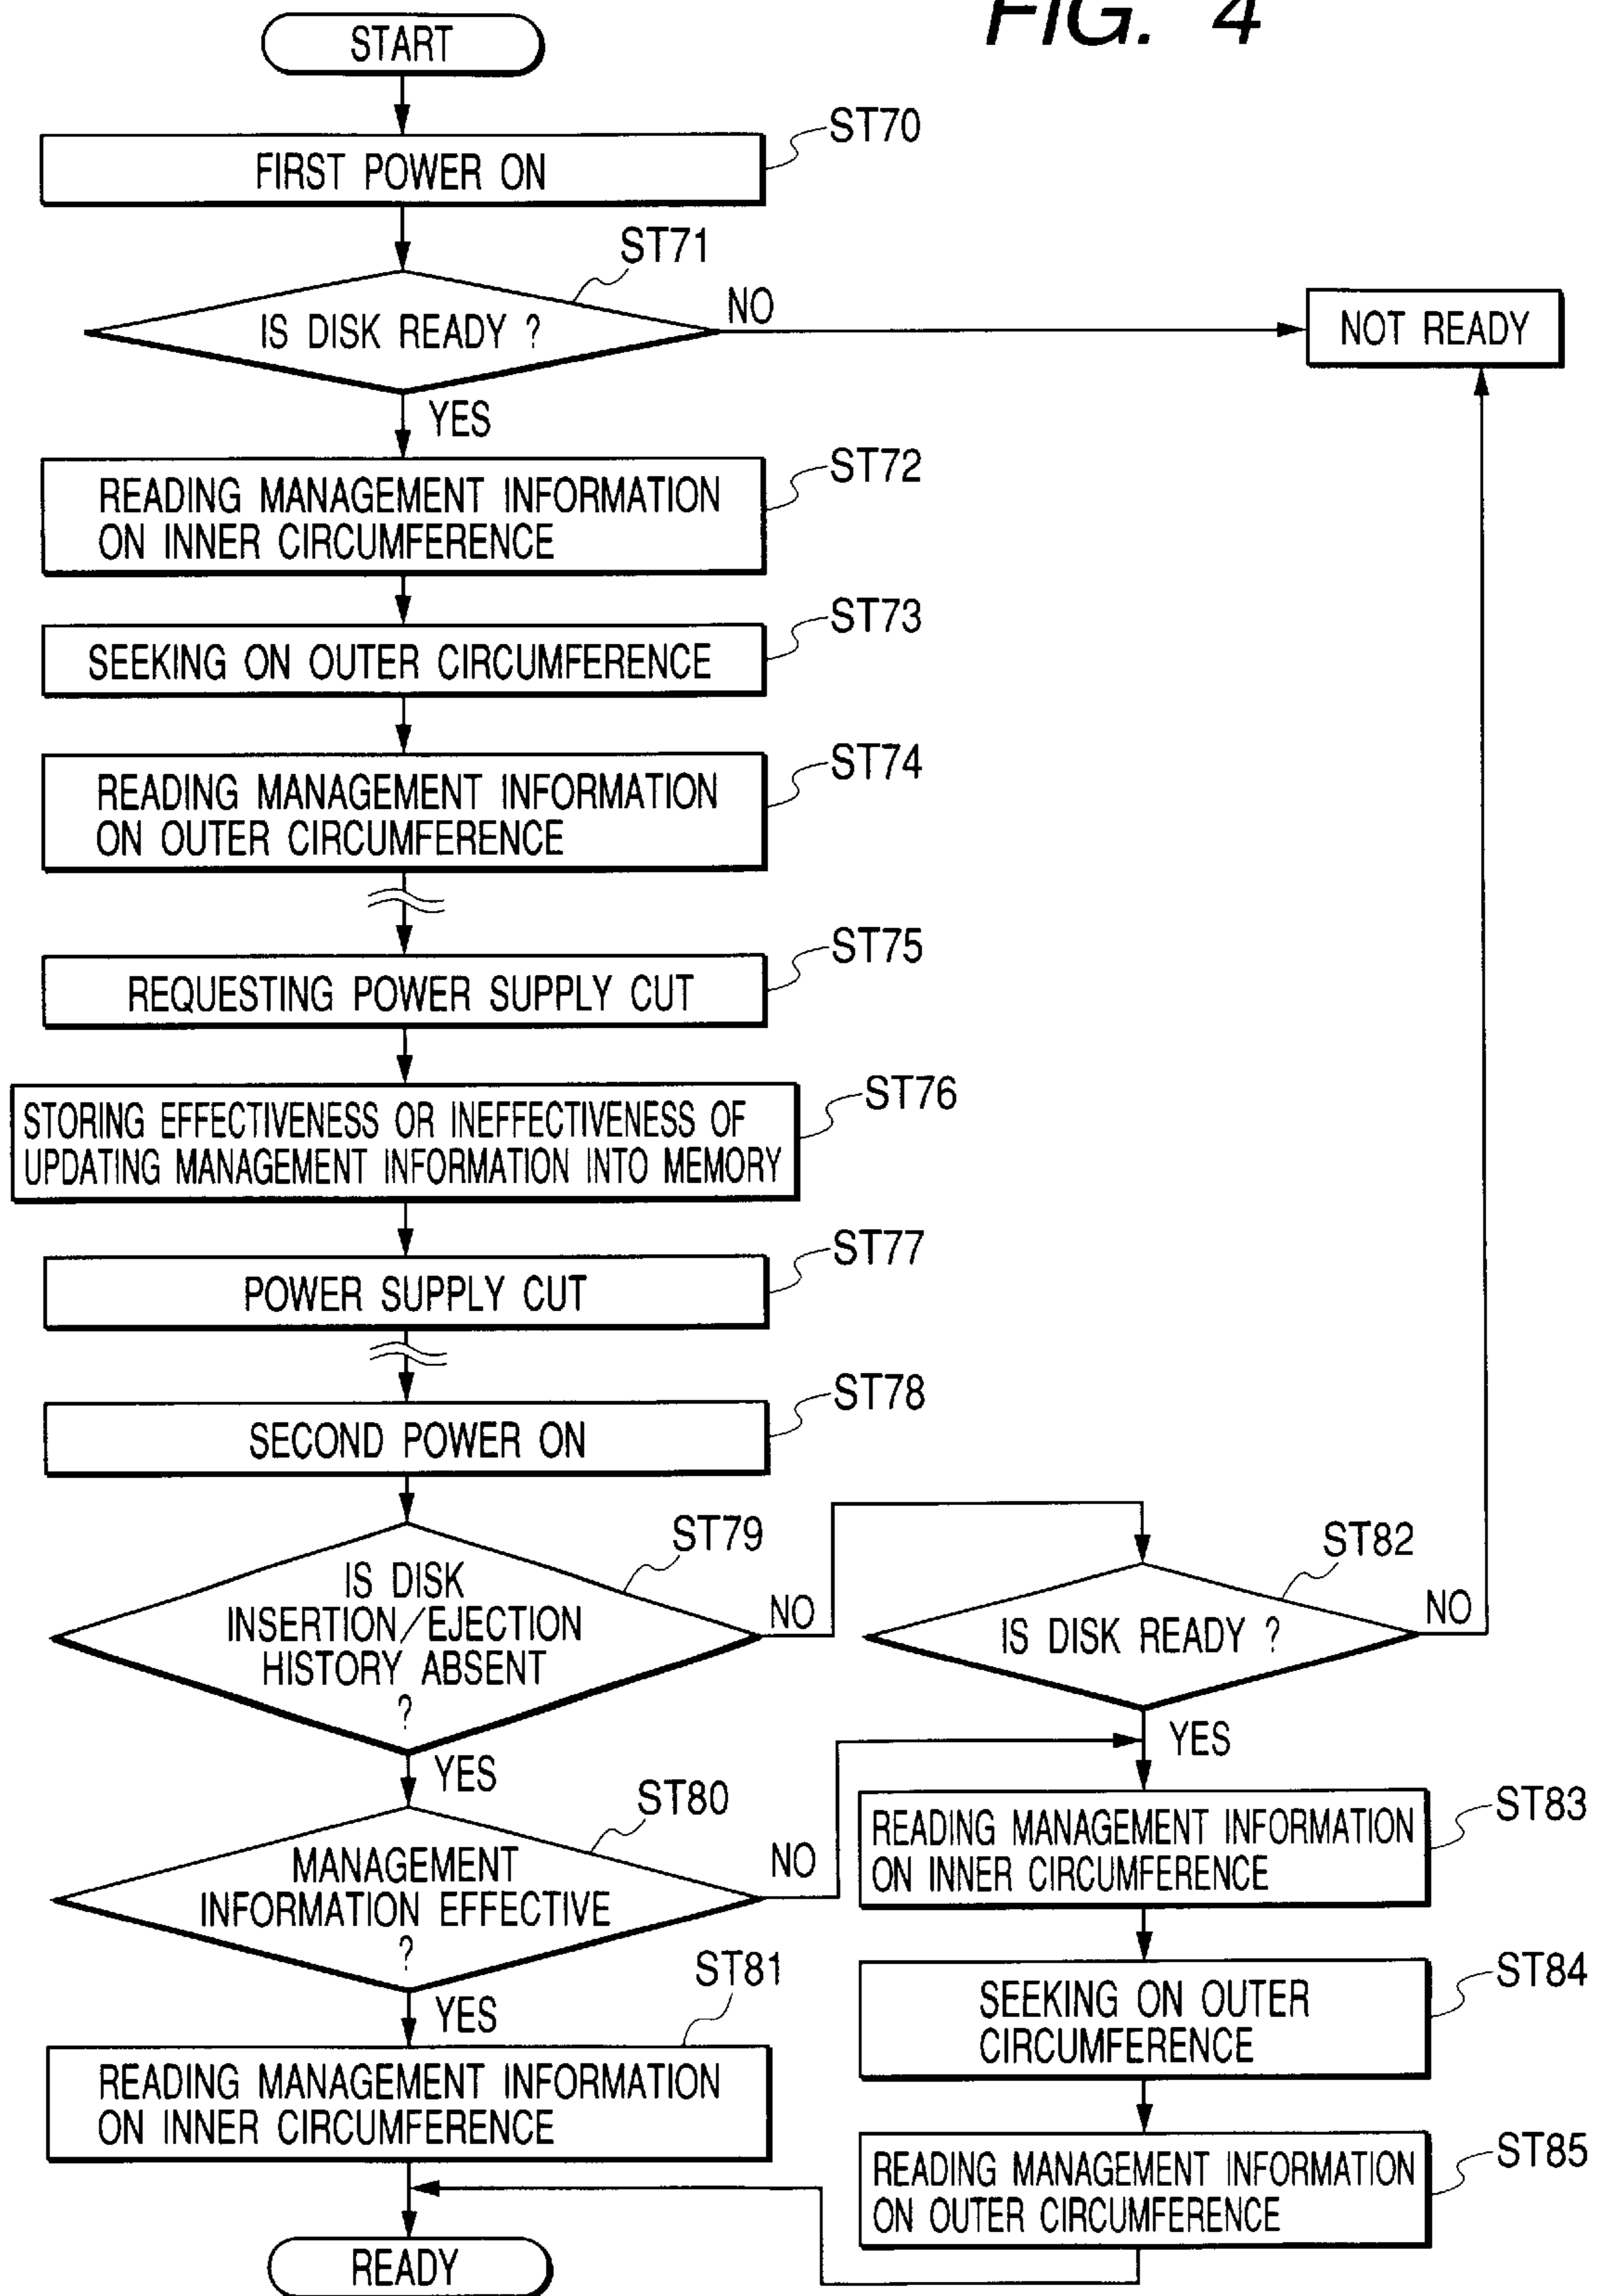 FIG. 4
START
ST70
FIRST POWER ON
ST71
IS DISK READY ?
NO
NOT READY
YES
ST72
READING MANAGEMENT INFORMATION
ON INNER CIRCUMFERENCE
ST73
SEEKING ON OUTER CIRCUMFERENCE
ST74
READING MANAGEMENT INFORMATION
ON OUTER CIRCUMFERENCE
ST75
REQUESTING POWER SUPPLY CUT
ST76
STORING EFFECTIVENESS OR INEFFECTIVENESS OF
UPDATING MANAGEMENT INFORMATION INTO MEMORY
ST77
POWER SUPPLY CUT
ST78
SECOND POWER ON
ST79
IS DISK
INSERTION/EJECTION
HISTORY ABSENT
?
NO
YES
ST82
IS DISK READY ?
NO
YES
ST80
MANAGEMENT
INFORMATION EFFECTIVE
?
NO
YES
ST81
READING MANAGEMENT INFORMATION
ON INNER CIRCUMFERENCE
ST83
READING MANAGEMENT INFORMATION
ON INNER CIRCUMFERENCE
ST84
SEEKING ON OUTER
CIRCUMFERENCE
ST85
READING MANAGEMENT INFORMATION
ON OUTER CIRCUMFERENCE
READY